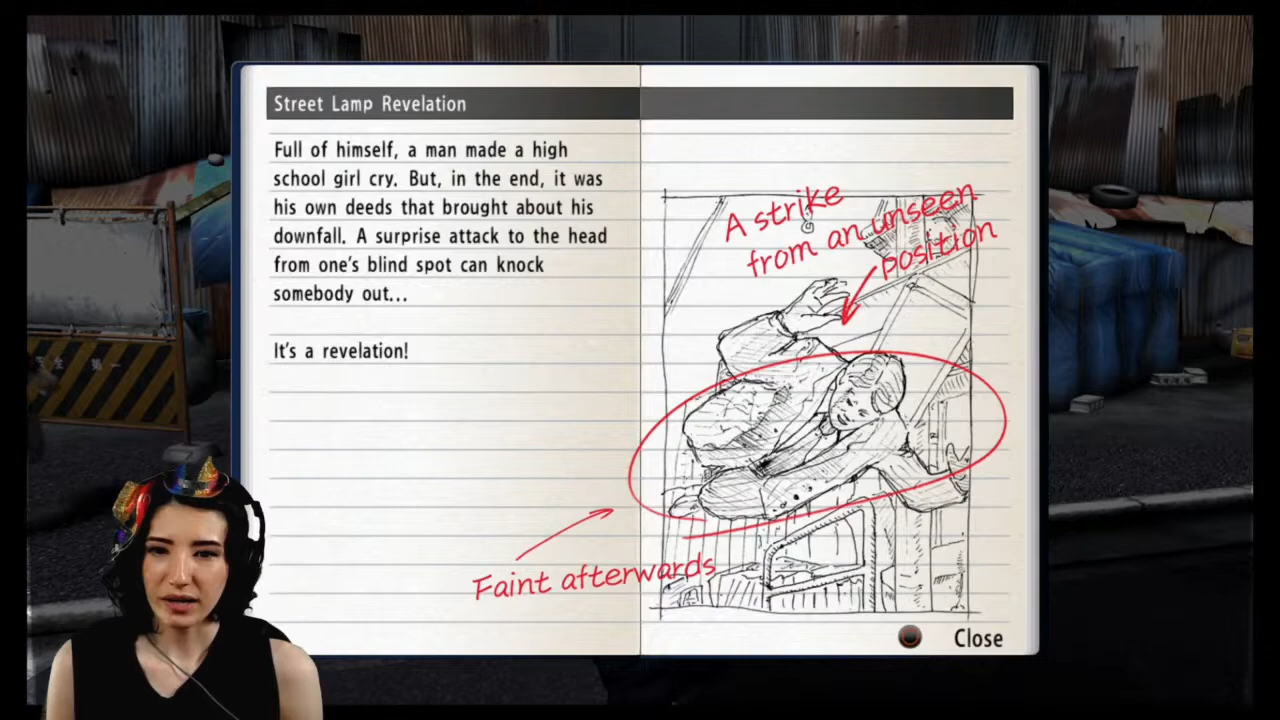 Street Lamp Revelation
Full of himself, a man made a high
school girl cry. But, in the end, it was
his own deeds that brought about his
downfall. A surprise attack to the head
from one's blind spot can knock
somebody out...
It's a revelation!
A strike
from an unseen
position
Faint afterwards
Close